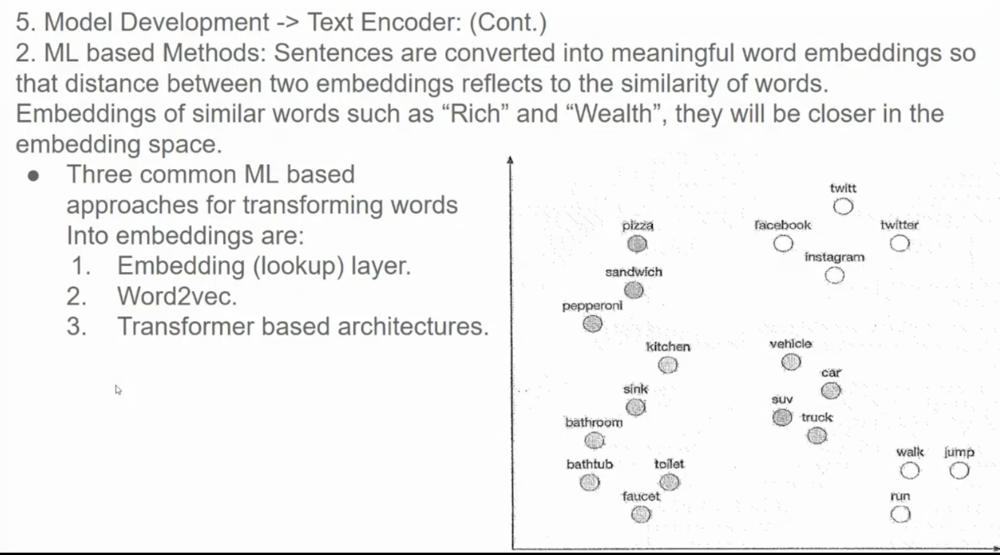 5. Model Development -> Text Encoder: (Cont.)
2. ML based Methods: Sentences are converted into meaningful word embeddings so
that distance between two embeddings reflects to the similarity of words.
Embeddings of similar words such as “Rich” and “Wealth”, they will be closer in the
embedding space.
● Three common ML based
approaches for transforming words
Into embeddings are:
1. Embedding (lookup) layer.
2. Word2vec.
3. Transformer based architectures.
twitt
pizza
facebook
twitter
instagram
sandwich
pepperoni
kitchen
vehicle
car
sink
suv
truck
bathroom
walk
jump
bathtub
toilet
faucet
run